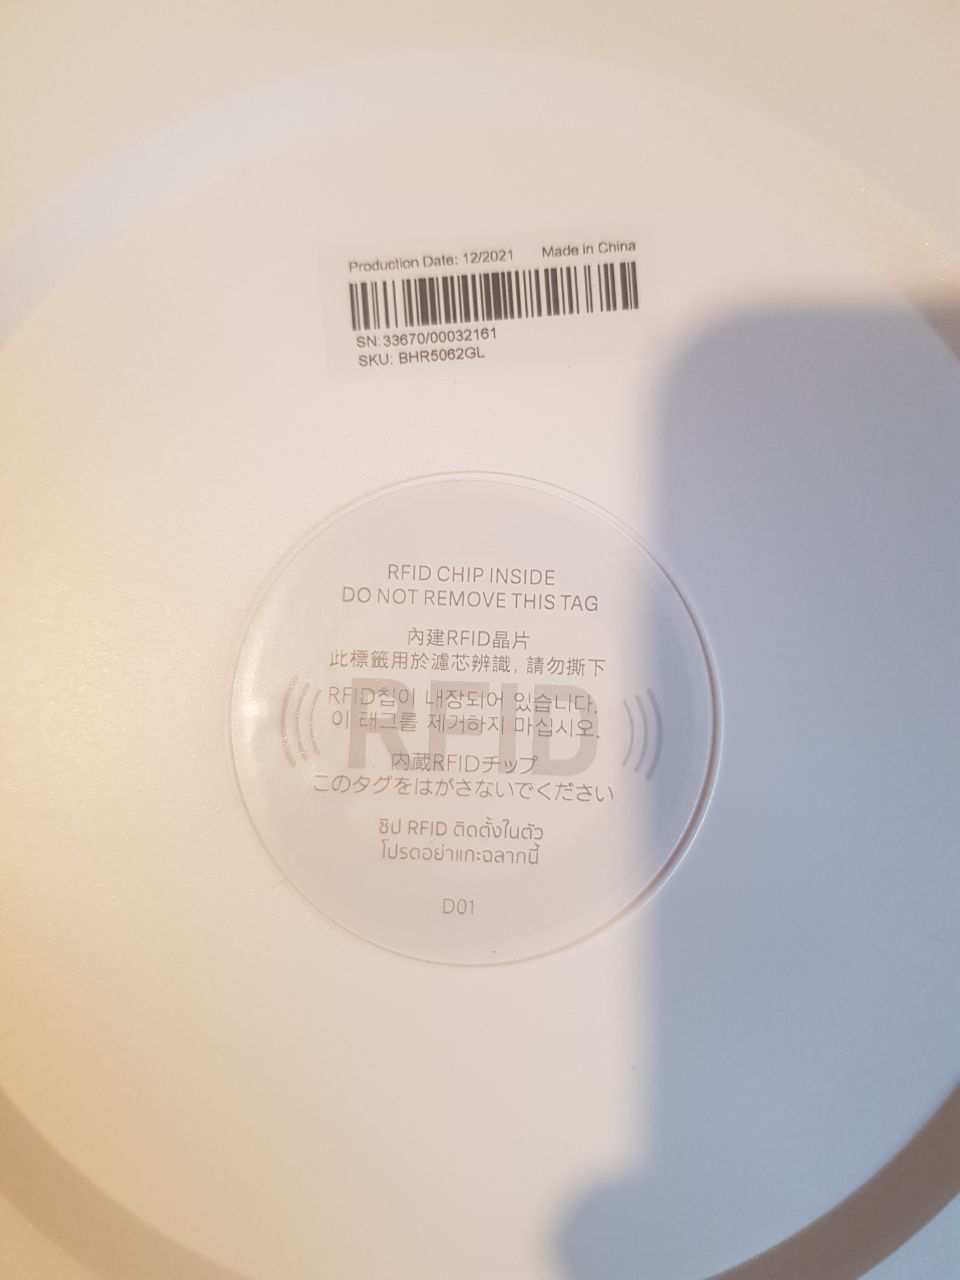 Production Date: 12/2021 Made in China
SN: 33670/00032161
SKU: BHR5062GL
RFID CHIP INSIDE
DO NOT REMOVE THIS TAG
內建RFID晶片
此標籤用於濾芯辨識, 請勿撕下
RFID칩이 내장되어 있습니다.
이 태그를 제거하지 마십시오.
RFID
内蔵RFIDチップ
このタグをはがさないでください
ชิป RFID ติดตั้งในตัว
โปรดอย่าแกะฉลากนี้
D01